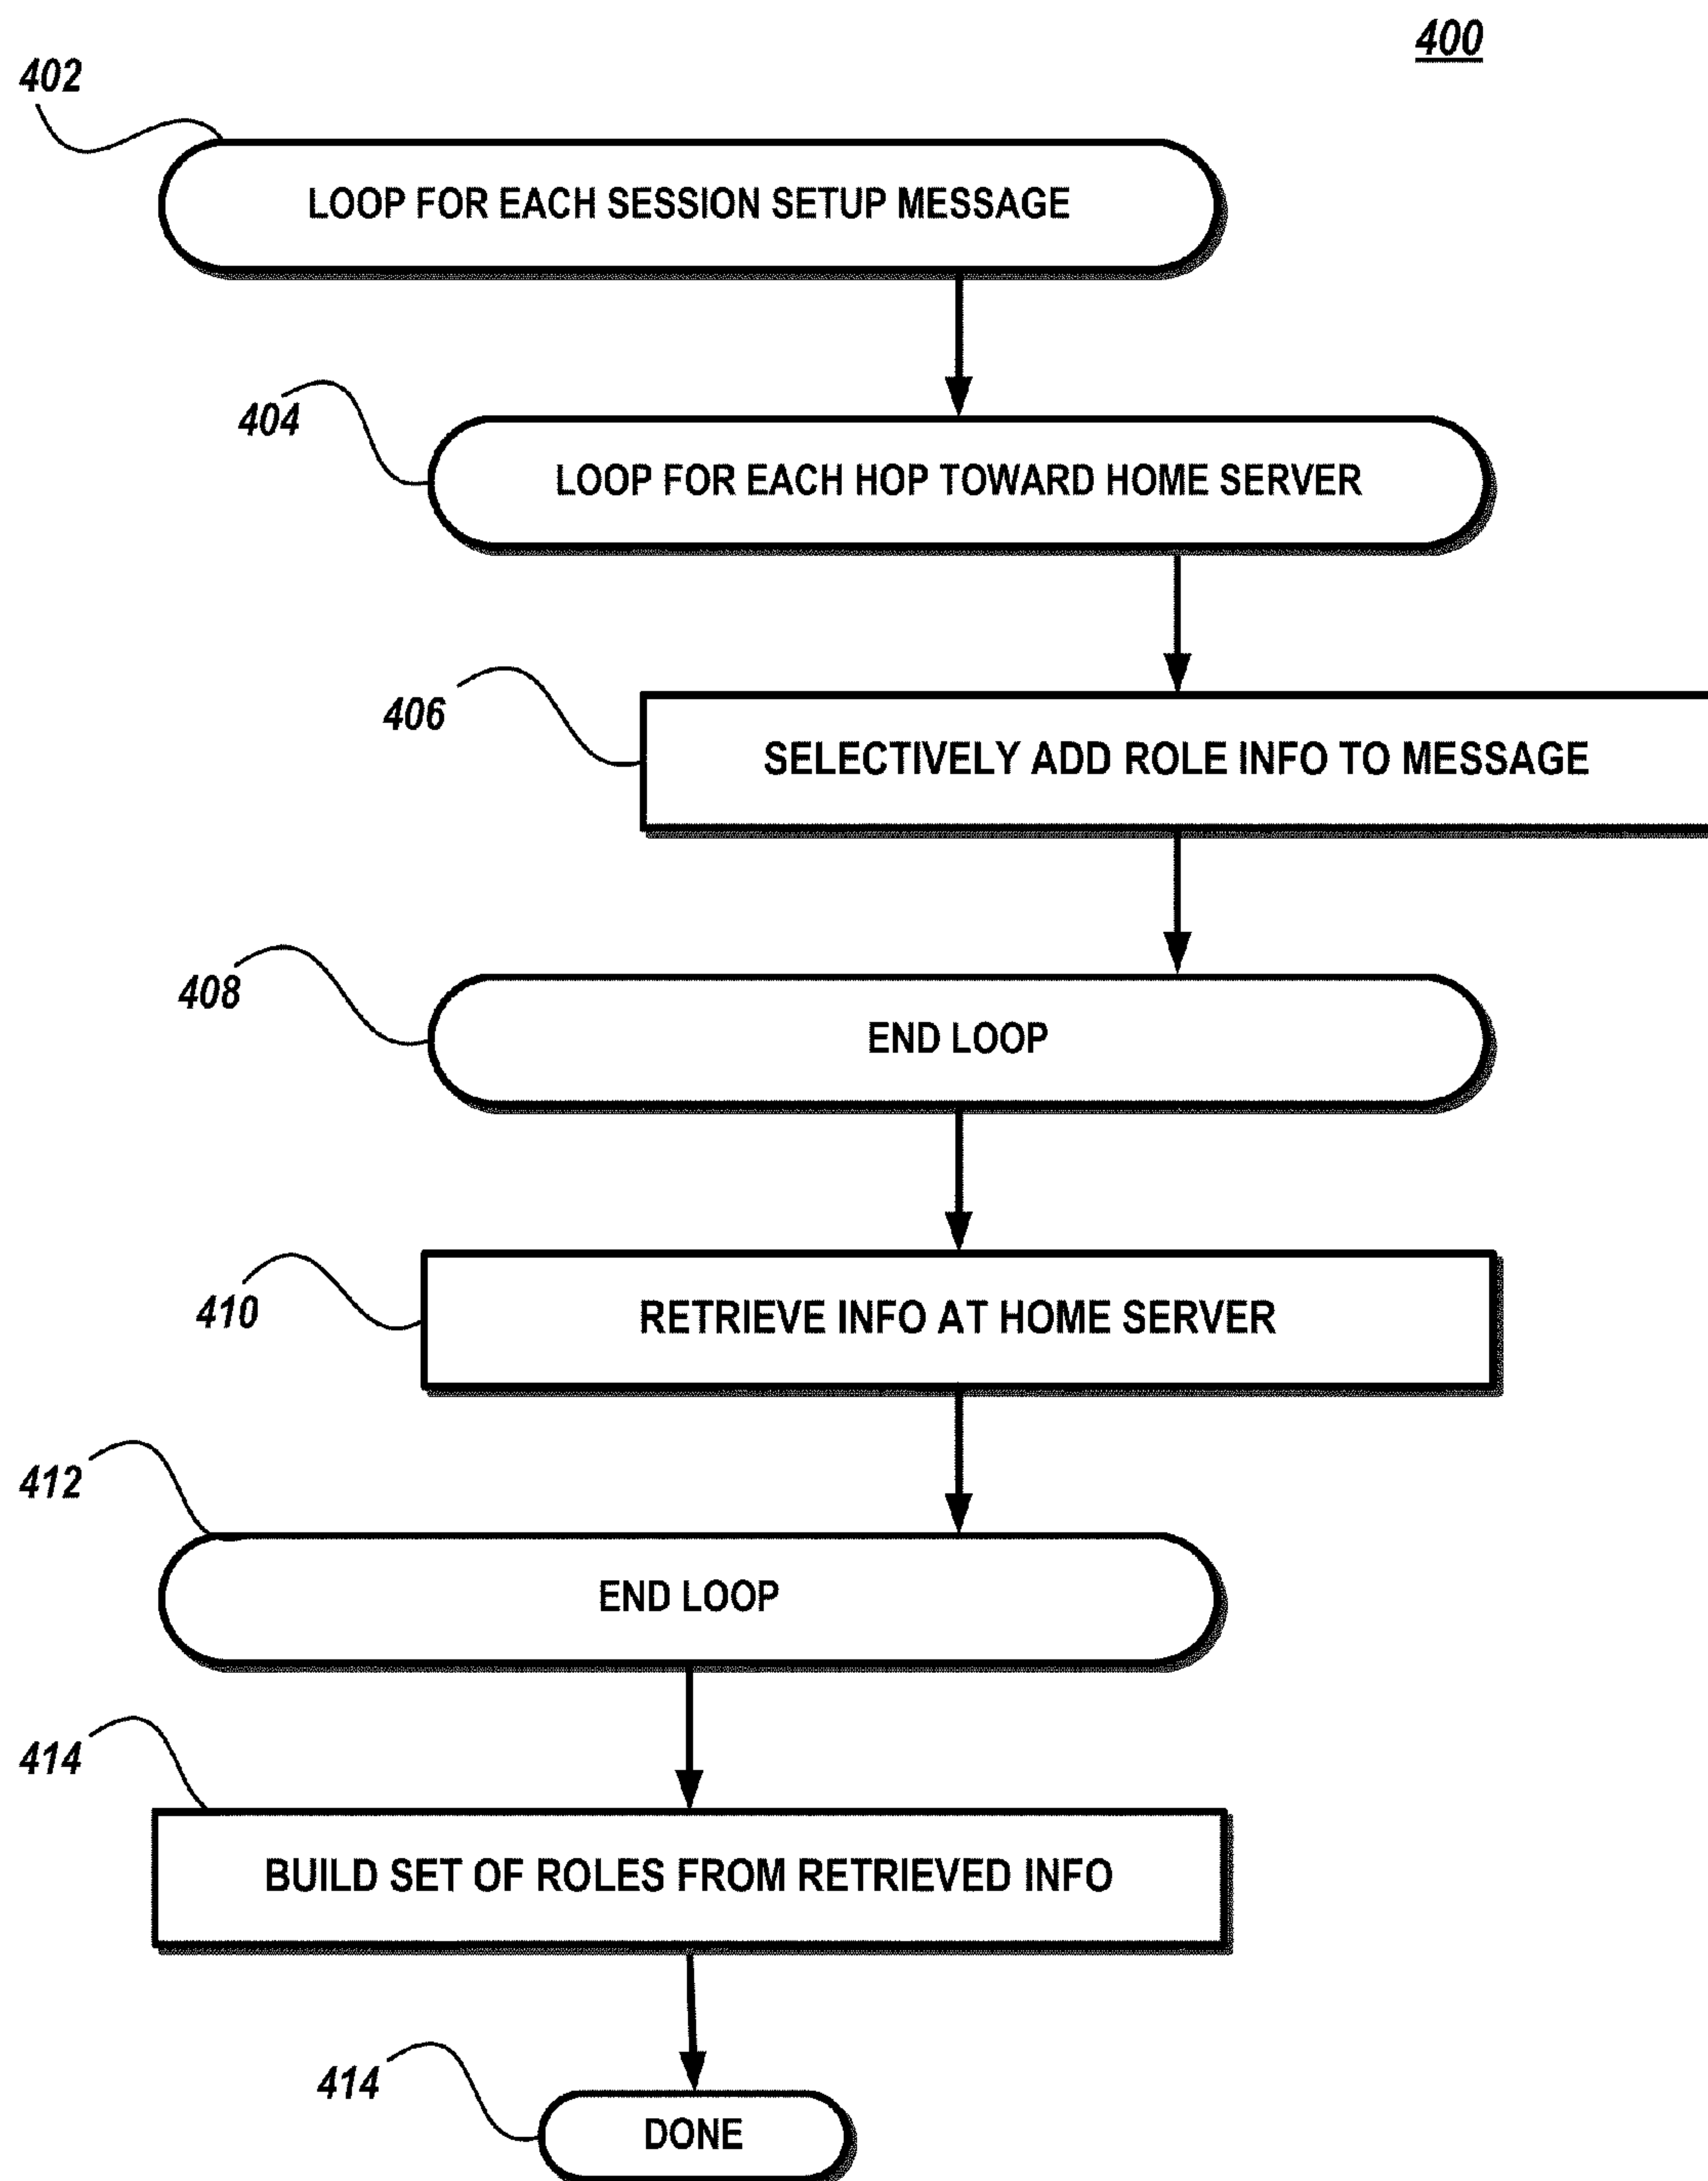 400
402
LOOP FOR EACH SESSION SETUP MESSAGE
404
LOOP FOR EACH HOP TOWARD HOME SERVER
406
SELECTIVELY ADD ROLE INFO TO MESSAGE
408
END LOOP
410
RETRIEVE INFO AT HOME SERVER
412
END LOOP
414
BUILD SET OF ROLES FROM RETRIEVED INFO
414
DONE